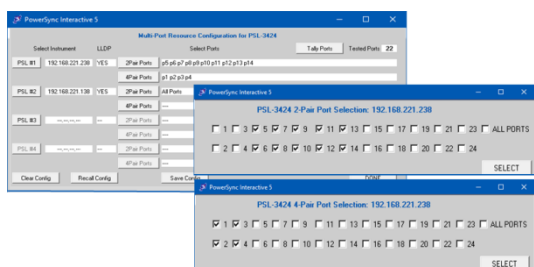 PowerSync Interactive 5
Multi-Port Resource Configuration for PSL-3424
Select Instrument LLDP Select Ports Tally Ports Tested Ports 22
PSL #1 192.168.221.238 YES 2Pair Ports p5 p6 p7 p8 p9 p10 p11 p12 p13 p14
4Pair Ports p1 p2 p3 p4
PSL #2 192.168.221.138 YES 2Pair Ports All Ports
4Pair Ports ---
PSL #3 ---.---.---.--- --- 2Pair Ports ---
4Pair Ports ---
PSL #4 ---.---.---.--- --- 2Pair Ports ---
4Pair Ports ---
Clear Config Recall Config Save Config DONE
PowerSync Interactive 5
PSL-3424 2-Pair Port Selection: 192.168.221.238
1 3 5 7 9 11 13 15 17 19 21 23 ALL PORTS
2 4 6 8 10 12 14 16 18 20 22 24
SELECT
PowerSync Interactive 5
PSL-3424 4-Pair Port Selection: 192.168.221.238
1 3 5 7 9 11 13 15 17 19 21 23 ALL PORTS
2 4 6 8 10 12 14 16 18 20 22 24
SELECT